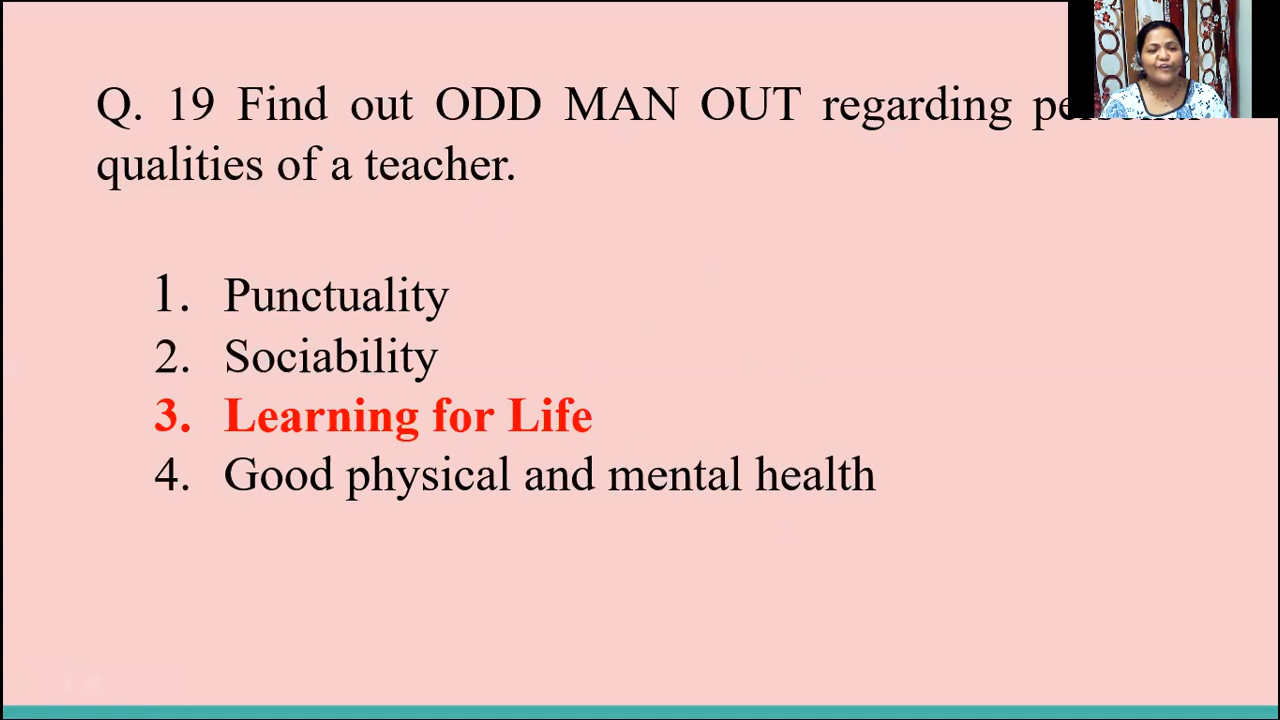 Q. 19 Find out ODD MAN OUT regarding
qualities of a teacher.
1. Punctuality
2. Sociability
3. Learning for Life
4. Good physical and mental health